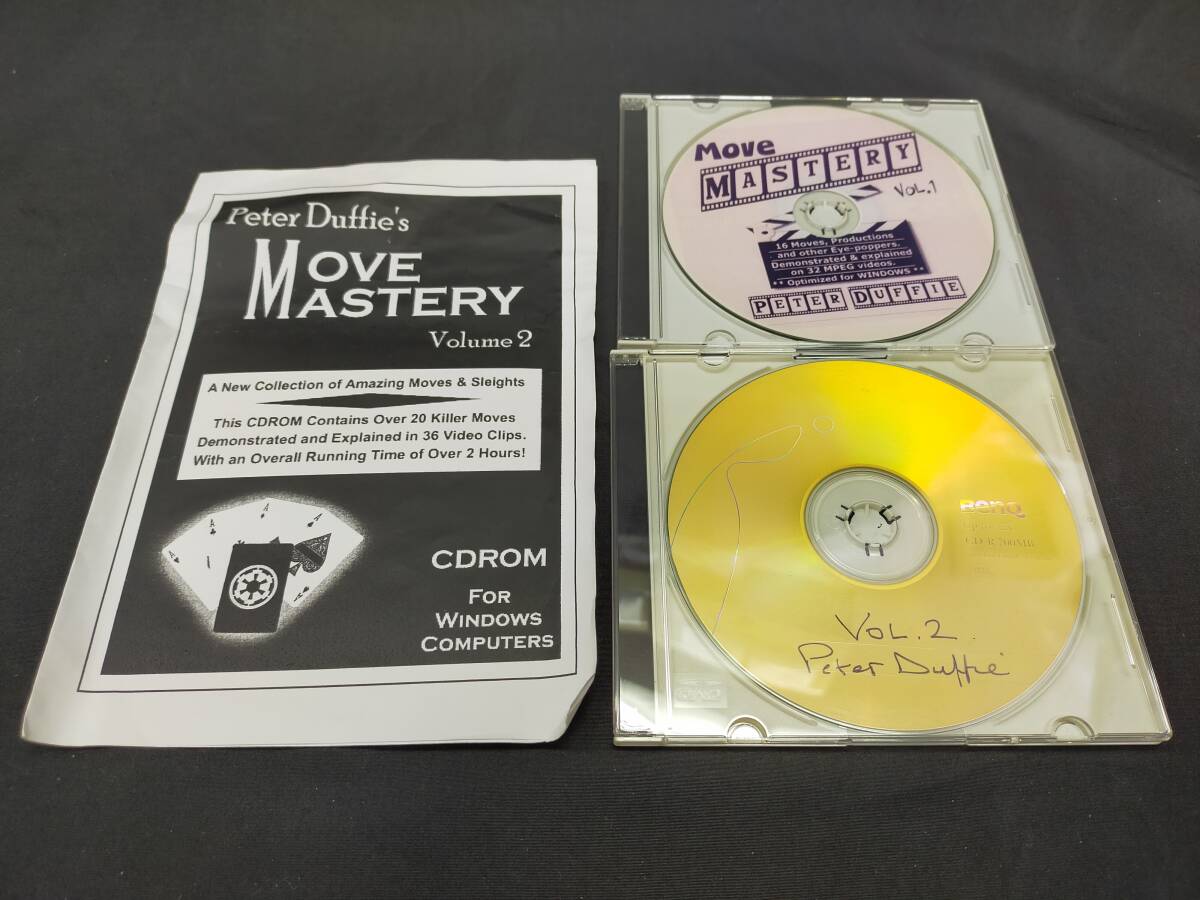 Peter Duffie's
MOVE
MASTERY
Volume 2
A New Collection of Amazing Moves & Sleights
This CDROM Contains Over 20 Killer Moves
Demonstrated and Explained in 36 Video Clips.
With an Overall Running Time of Over 2 Hours!
A
A
A
A
CDROM
FOR
WINDOWS
COMPUTERS
Move
MASTERY
VOL.1
16 Moves, Productions
and other Eye-poppers.
Demonstrated & explained
on 32 MPEG videos.
** Optimized for WINDOWS **
PETER DUFFIE
BenQ
CD-R 700MB
VOL.2.
Peter Duffie